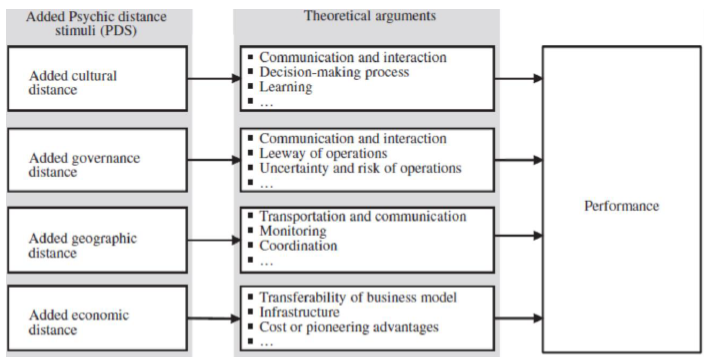 Added Psychic distance
stimuli (PDS)
Theoretical arguments
Added cultural
distance
▪ Communication and interaction
▪ Decision-making process
▪ Learning
▪ …
Added governance
distance
▪ Communication and interaction
▪ Leeway of operations
▪ Uncertainty and risk of operations
▪ …
Added geographic
distance
▪ Transportation and communication
▪ Monitoring
▪ Coordination
▪ …
Added economic
distance
▪ Transferability of business model
▪ Infrastructure
▪ Cost or pioneering advantages
▪ …
Performance